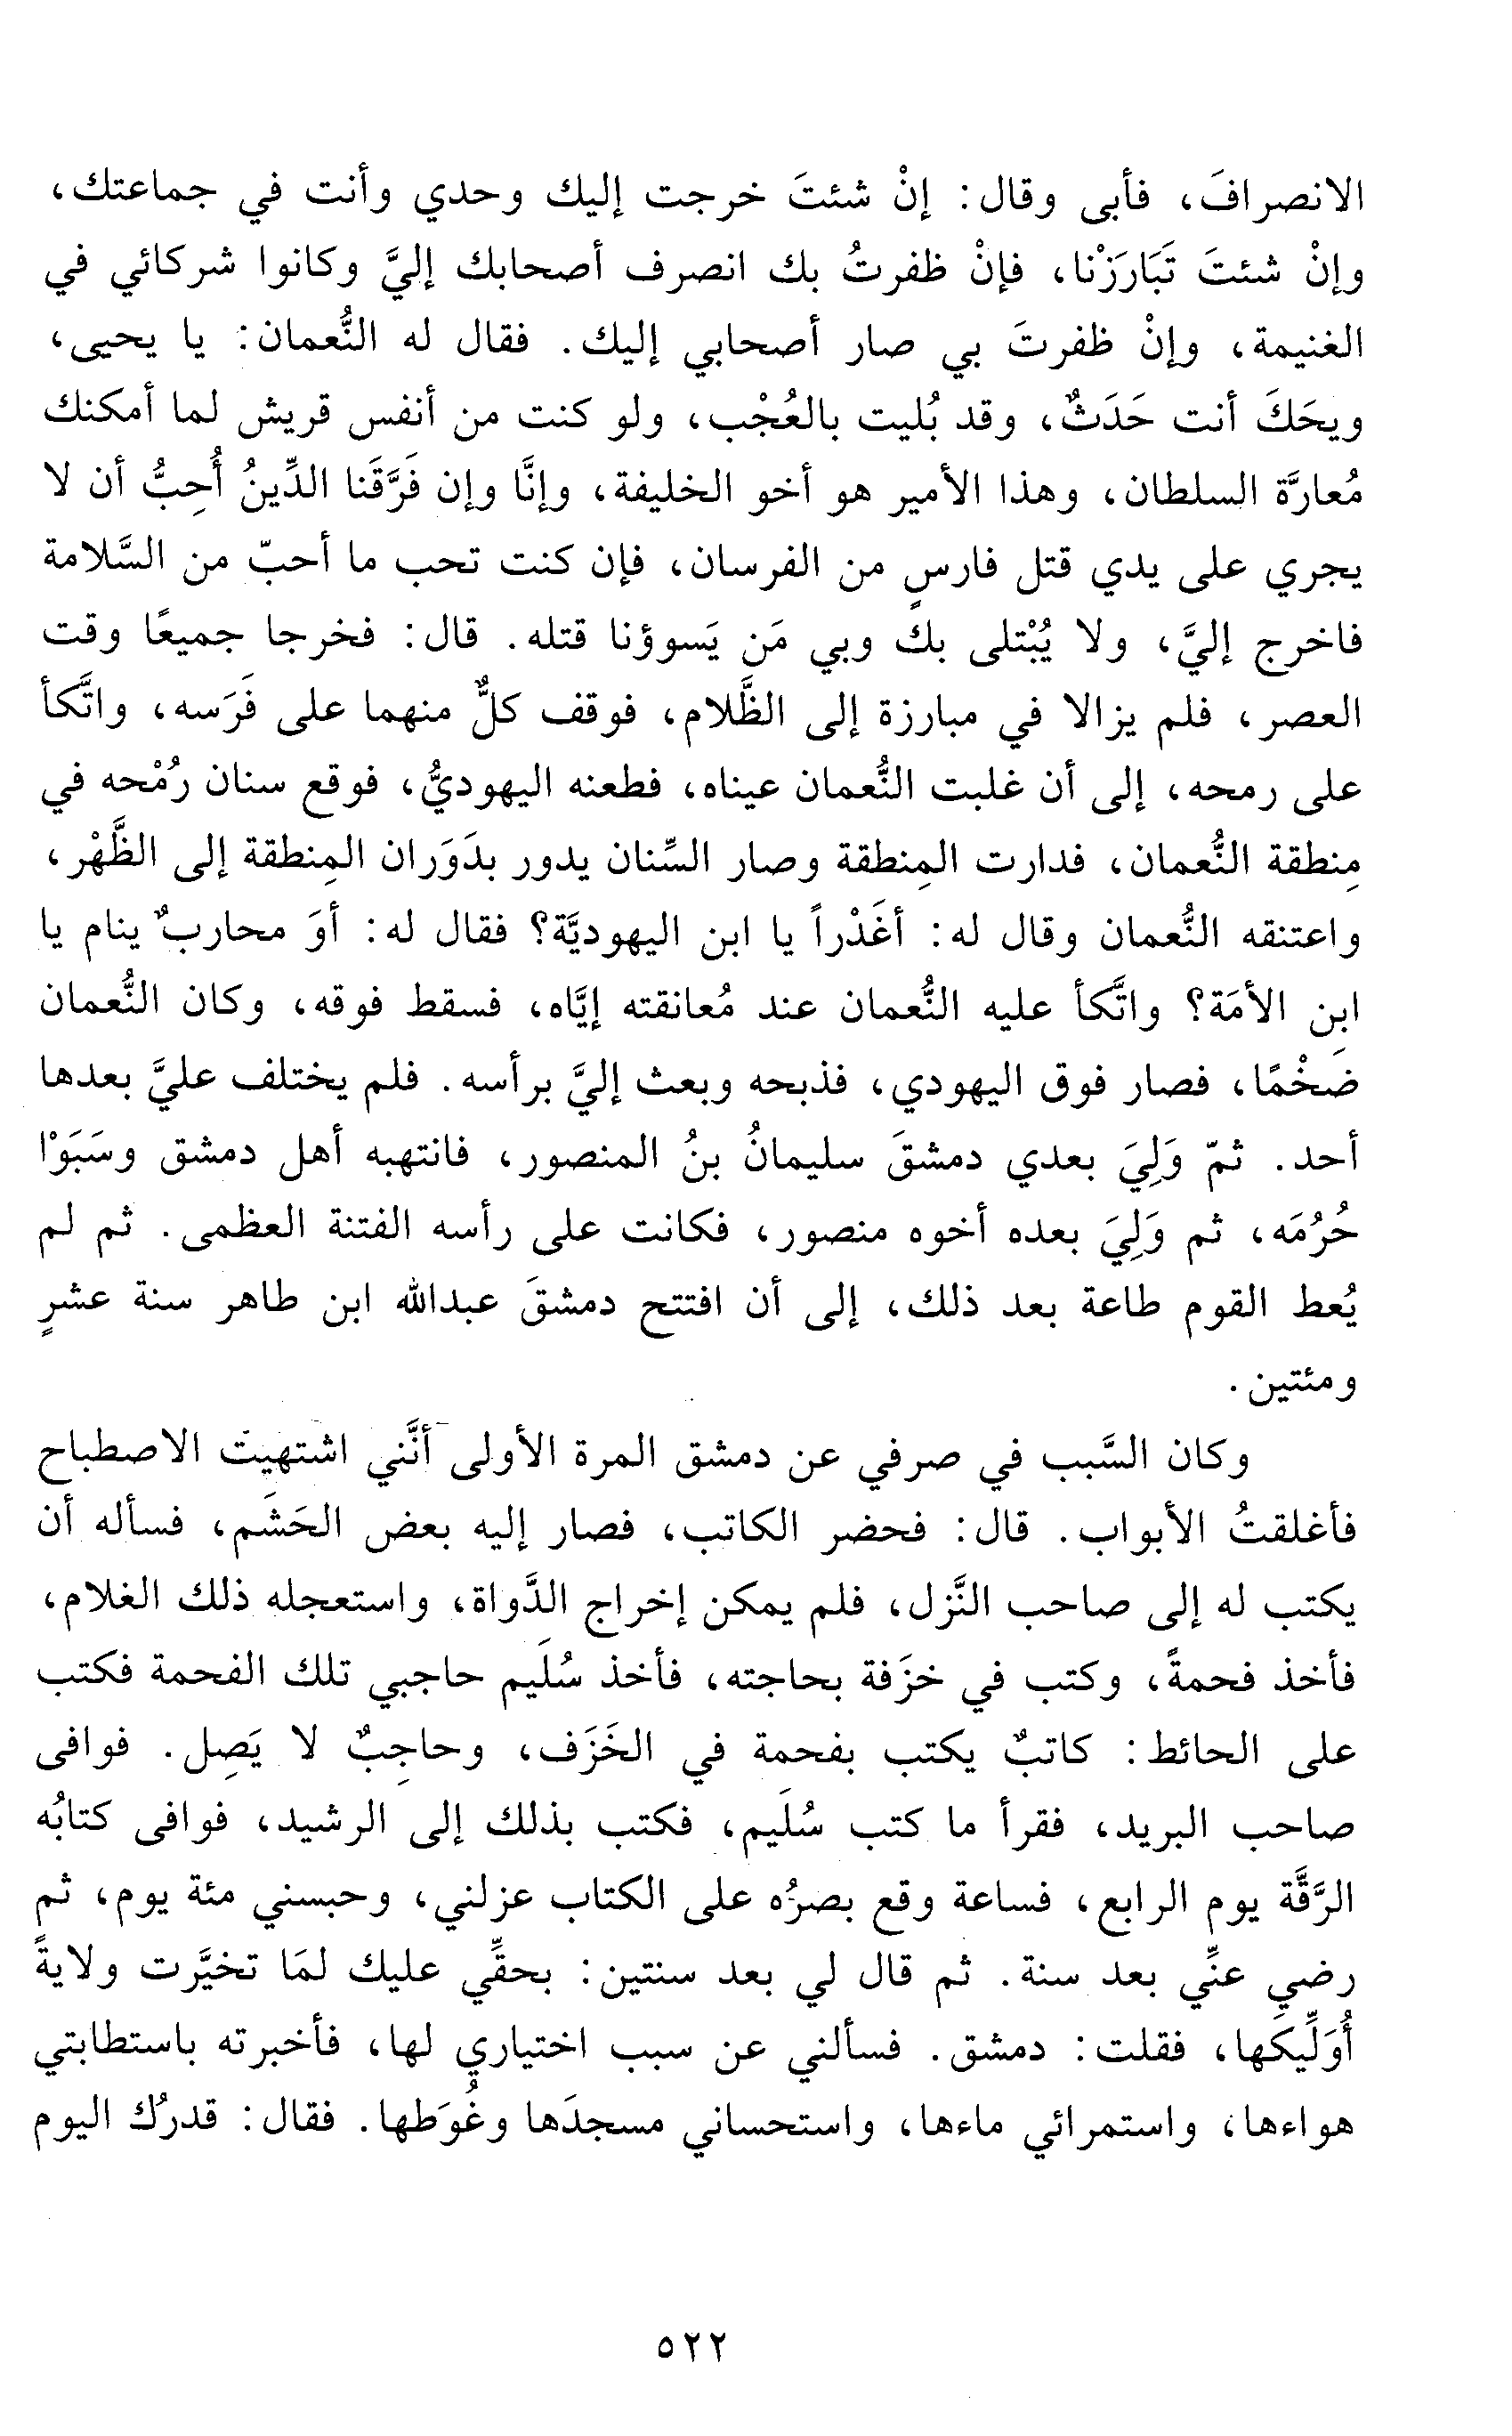 الانصرافَ، فأبى وقال: إنْ شئتَ خرجت إليك وحدي وأنت في جماعتك،
وإنْ شئتَ تَبَارَزْنا، فإنْ ظفرتُ بك انصرف أصحابك إليَّ وكانوا شركائي في
الغنيمة، وإنْ ظفرتَ بي صار أصحابي إليك. فقال له النُّعمان: يا يحيى،
ويحَكَ أنت حَدَثٌ، وقد بُليت بالعُجْب، ولو كنت من أنفس قريش لما أمكنك
مُعارَّة السلطان، وهذا الأمير هو أخو الخليفة، وإنَّا وإن فَرَّقَنا الدِّينُ أُحِبُّ أن لا
يجري على يدي قتل فارسٍ من الفرسان، فإن كنت تحب ما أحبّ من السَّلامة
فاخرج إليَّ، ولا يُبْتلى بك وبي مَن يَسوؤنا قتله. قال: فخرجا جميعًا وقت
العصر، فلم يزالا في مبارزة إلى الظَّلام، فوقف كلٌّ منهما على فَرَسه، واتَّكأ
على رمحه، إلى أن غلبت النُّعمان عيناه، فطعنه اليهوديُّ، فوقع سنان رُمْحه في
مِنطقة النُّعمان، فدارت المِنطقة وصار السِّنان يدور بدَوَران المِنطقة إلى الظَّهْر،
واعتنقه النُّعمان وقال له: أغَدْراً يا ابن اليهوديَّة؟ فقال له: أوَ محاربٌ ينام يا
ابن الأمَة؟ واتَّكأ عليه النُّعمان عند مُعانقته إيَّاه، فسقط فوقه، وكان النُّعمان
ضَخْمًا، فصار فوق اليهودي، فذبحه وبعث إليَّ برأسه. فلم يختلف عليَّ بعدها
أحد. ثمّ وَلِيَ بعدي دمشقَ سليمانُ بنُ المنصور، فانتهبه أهل دمشق وسَبَوْا
حُرُمَه، ثم وَلِيَ بعده أخوه منصور، فكانت على رأسه الفتنة العظمى. ثم لم
يُعط القوم طاعة بعد ذلك، إلى أن افتتح دمشقَ عبدالله ابن طاهر سنة عشرٍ
ومئتين.
وكان السَّبب في صرفي عن دمشق المرة الأولى أنَّني اشتهيت الاصطباح
فأغلقتُ الأبواب. قال: فحضر الكاتب، فصار إليه بعض الحَشَم، فسأله أن
يكتب له إلى صاحب النَّزل، فلم يمكن إخراج الدَّواة، واستعجله ذلك الغلام،
فأخذ فحمةً، وكتب في خزَفة بحاجته، فأخذ سُلَيم حاجبي تلك الفحمة فكتب
على الحائط: كاتبٌ يكتب بفحمة في الخَزَف، وحاجِبٌ لا يَصِل. فوافى
صاحب البريد، فقرأ ما كتب سُلَيم، فكتب بذلك إلى الرشيد، فوافى كتابُه
الرَّقَّة يوم الرابع، فساعة وقع بصرُه على الكتاب عزلني، وحبسني مئة يوم، ثم
رضي عنِّي بعد سنة. ثم قال لي بعد سنتين: بحقِّي عليك لمَا تخيَّرت ولايةً
أُوَلِّيكَها، فقلت: دمشق. فسألني عن سبب اختياري لها، فأخبرته باستطابتي
هواءها، واستمرائي ماءها، واستحساني مسجدَها وغُوَطها. فقال: قدرُك اليوم
٥٢٢